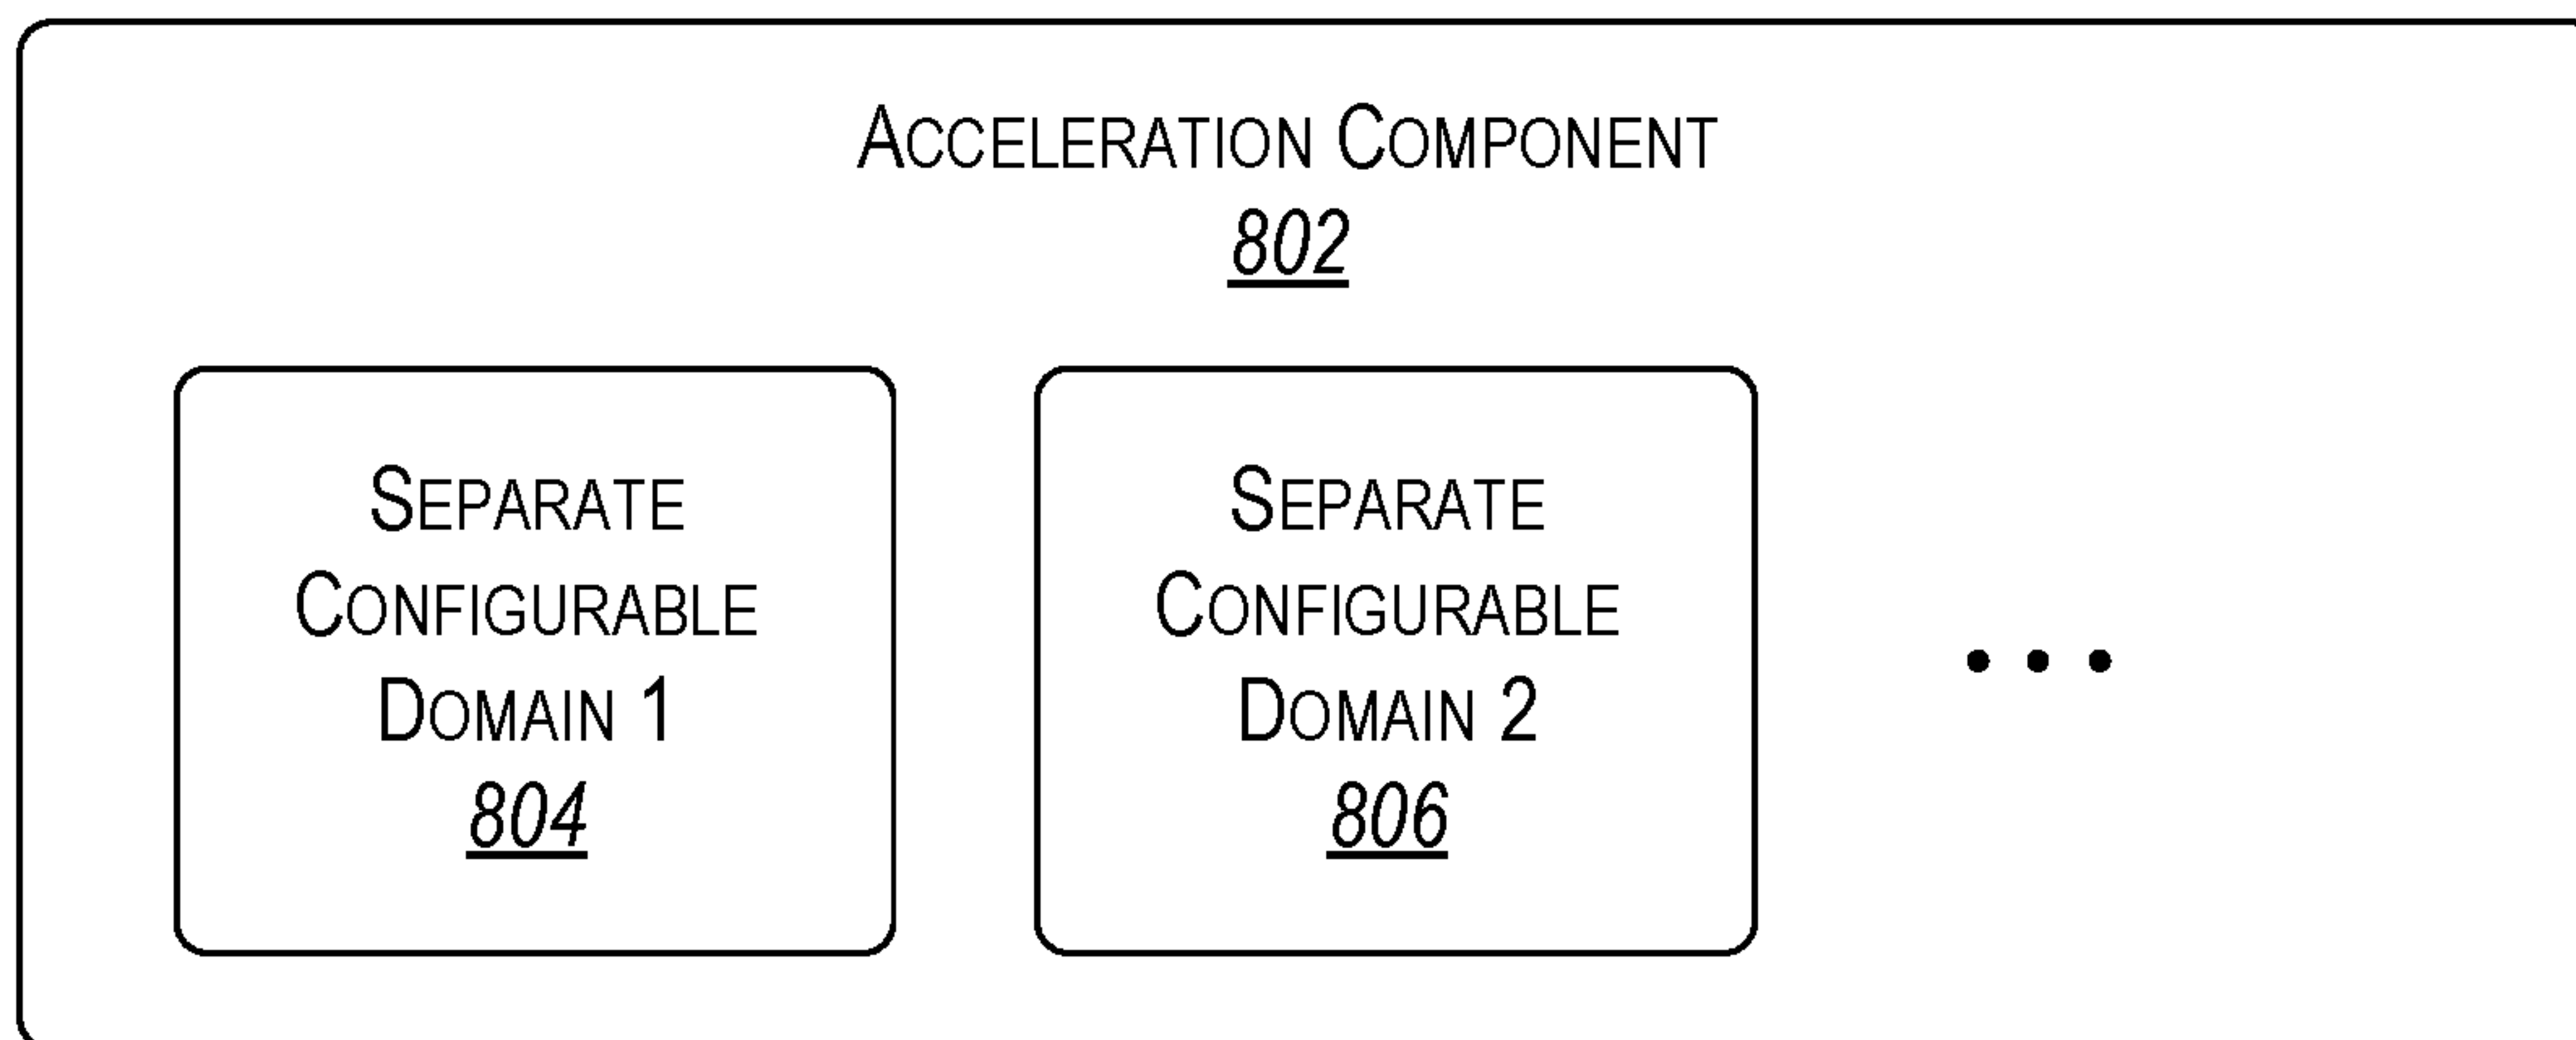 ACCELERATION COMPONENT
802
SEPARATE
CONFIGURABLE
DOMAIN 1
804
SEPARATE
CONFIGURABLE
DOMAIN 2
806
• • •